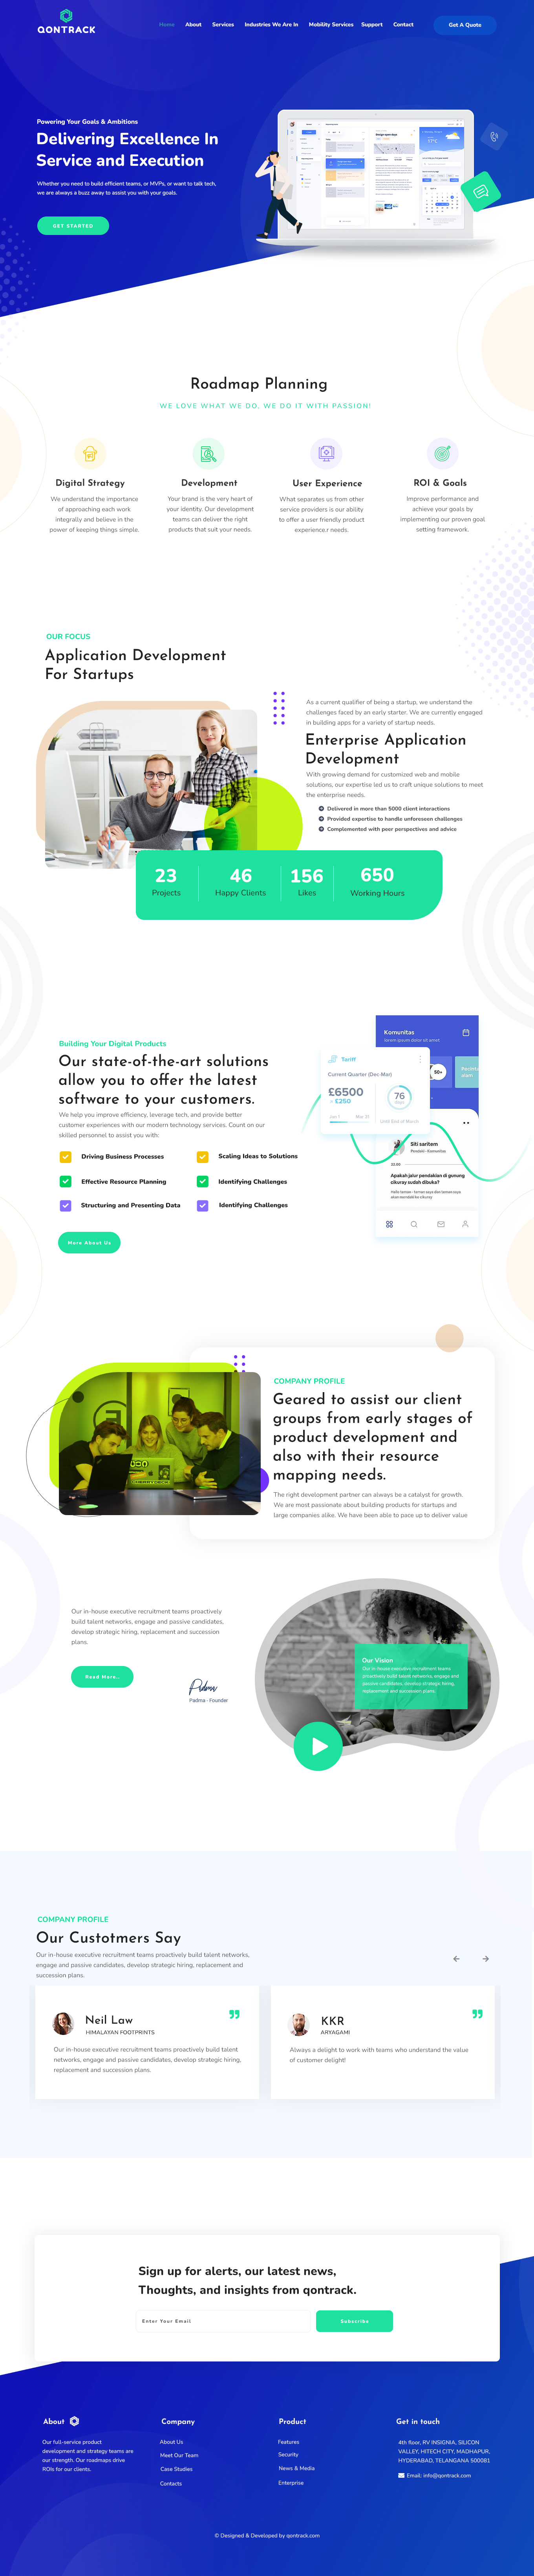 QONTRACK
Home About Services Industries We Are In Mobility Services Support Contact Get A Quote
Powering Your Goals & Ambitions
Delivering Excellence In
Service and Execution
Whether you need to build efficient teams, or MVPs, or want to talk tech,
we are always a buzz away to assist you with your goals.
GET STARTED
Roadmap Planning
WE LOVE WHAT WE DO, WE DO IT WITH PASSION!
Digital Strategy
We understand the importance
of approaching each work
integrally and believe in the
power of keeping things simple.
Development
Your brand is the very heart of
your identity. Our development
teams can deliver the right
products that suit your needs.
User Experience
What separates us from other
service providers is our ability
to offer a user friendly product
experience.r needs.
ROI & Goals
Improve performance and
achieve your goals by
implementing our proven goal
setting framework.
OUR FOCUS
Application Development
For Startups
As a current qualifier of being a startup, we understand the
challenges faced by an early starter. We are currently engaged
in building apps for a variety of startup needs.
Enterprise Application
Development
With growing demand for customized web and mobile
solutions, our expertise led us to craft unique solutions to meet
the enterprise needs.
Delivered in more than 5000 client interactions
Provided expertise to handle unforeseen challenges
Complemented with peer perspectives and advice
23 46 156 650
Projects Happy Clients Likes Working Hours
Building Your Digital Products
Our state-of-the-art solutions
allow you to offer the latest
software to your customers.
We help you improve efficiency, leverage tech, and provide better
customer experiences with our modern technology services. Count on our
skilled personnel to assist you with:
Driving Business Processes
Scaling Ideas to Solutions
Effective Resource Planning
Identifying Challenges
Structuring and Presenting Data
Identifying Challenges
More About Us
Komunitas
lorem ipsum dolor sit amet
50+
Tariff
Current Quarter (Dec-Mar)
£6500
+ £250
76
Jan 1 Mar 31
Until End of March
Siti saritem
Pendaki - Komunitas
Apakah jalur pendakian di gunung
cikuray sudah dibuka?
COMPANY PROFILE
Geared to assist our client
groups from early stages of
product development and
also with their resource
mapping needs.
The right development partner can always be a catalyst for growth.
We are most passionate about building products for startups and
large companies alike. We have been able to pace up to deliver value
Our in-house executive recruitment teams proactively
build talent networks, engage and passive candidates,
develop strategic hiring, replacement and succession
plans.
Read More..
Padma
Padma - Founder
Our Vision
Our in-house executive recruitment teams
proactively build talent networks, engage and
passive candidates, develop strategic hiring,
replacement and succession plans.
COMPANY PROFILE
Our Custotmers Say
Our in-house executive recruitment teams proactively build talent networks,
engage and passive candidates, develop strategic hiring, replacement and
succession plans.
Neil Law
HIMALAYAN FOOTPRINTS
Our in-house executive recruitment teams proactively build talent
networks, engage and passive candidates, develop strategic hiring,
replacement and succession plans.
KKR
ARYAGAMI
Always a delight to work with teams who understand the value
of customer delight!
Sign up for alerts, our latest news,
Thoughts, and insights from qontrack.
Enter Your Email
Subscribe
About
Our full-service product
development and strategy teams are
our strength. Our roadmaps drive
ROIs for our clients.
Company
About Us
Meet Our Team
Case Studies
Contacts
Product
Features
Security
News & Media
Enterprise
Get in touch
4th floor, RV INSIGNIA, SILICON
VALLEY, HITECH CITY, MADHAPUR,
HYDERABAD, TELANGANA 500081
Email: info@qontrack.com
© Designed & Developed by qontrack.com